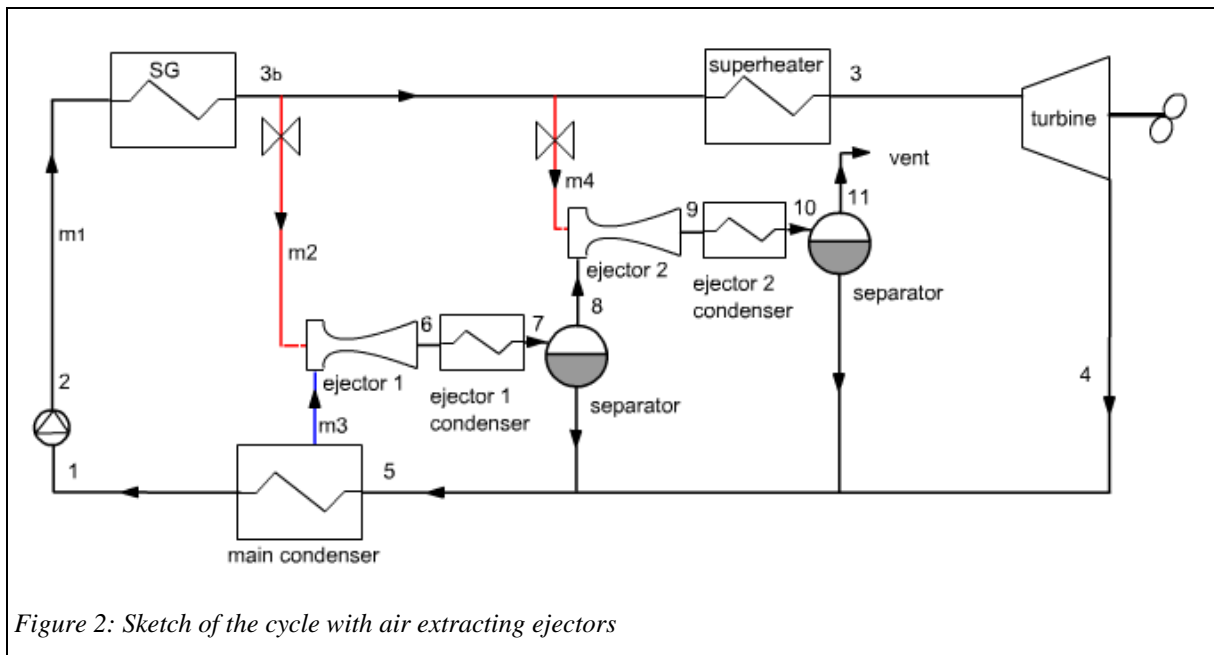 SG
3b
superheater
3
turbine
vent
m4
11
9
10
m1
m2
ejector 2
8
ejector 2
condenser
separator
6
7
2
ejector 1
ejector 1
condenser
separator
4
m3
1
5
main condenser
Figure 2: Sketch of the cycle with air extracting ejectors